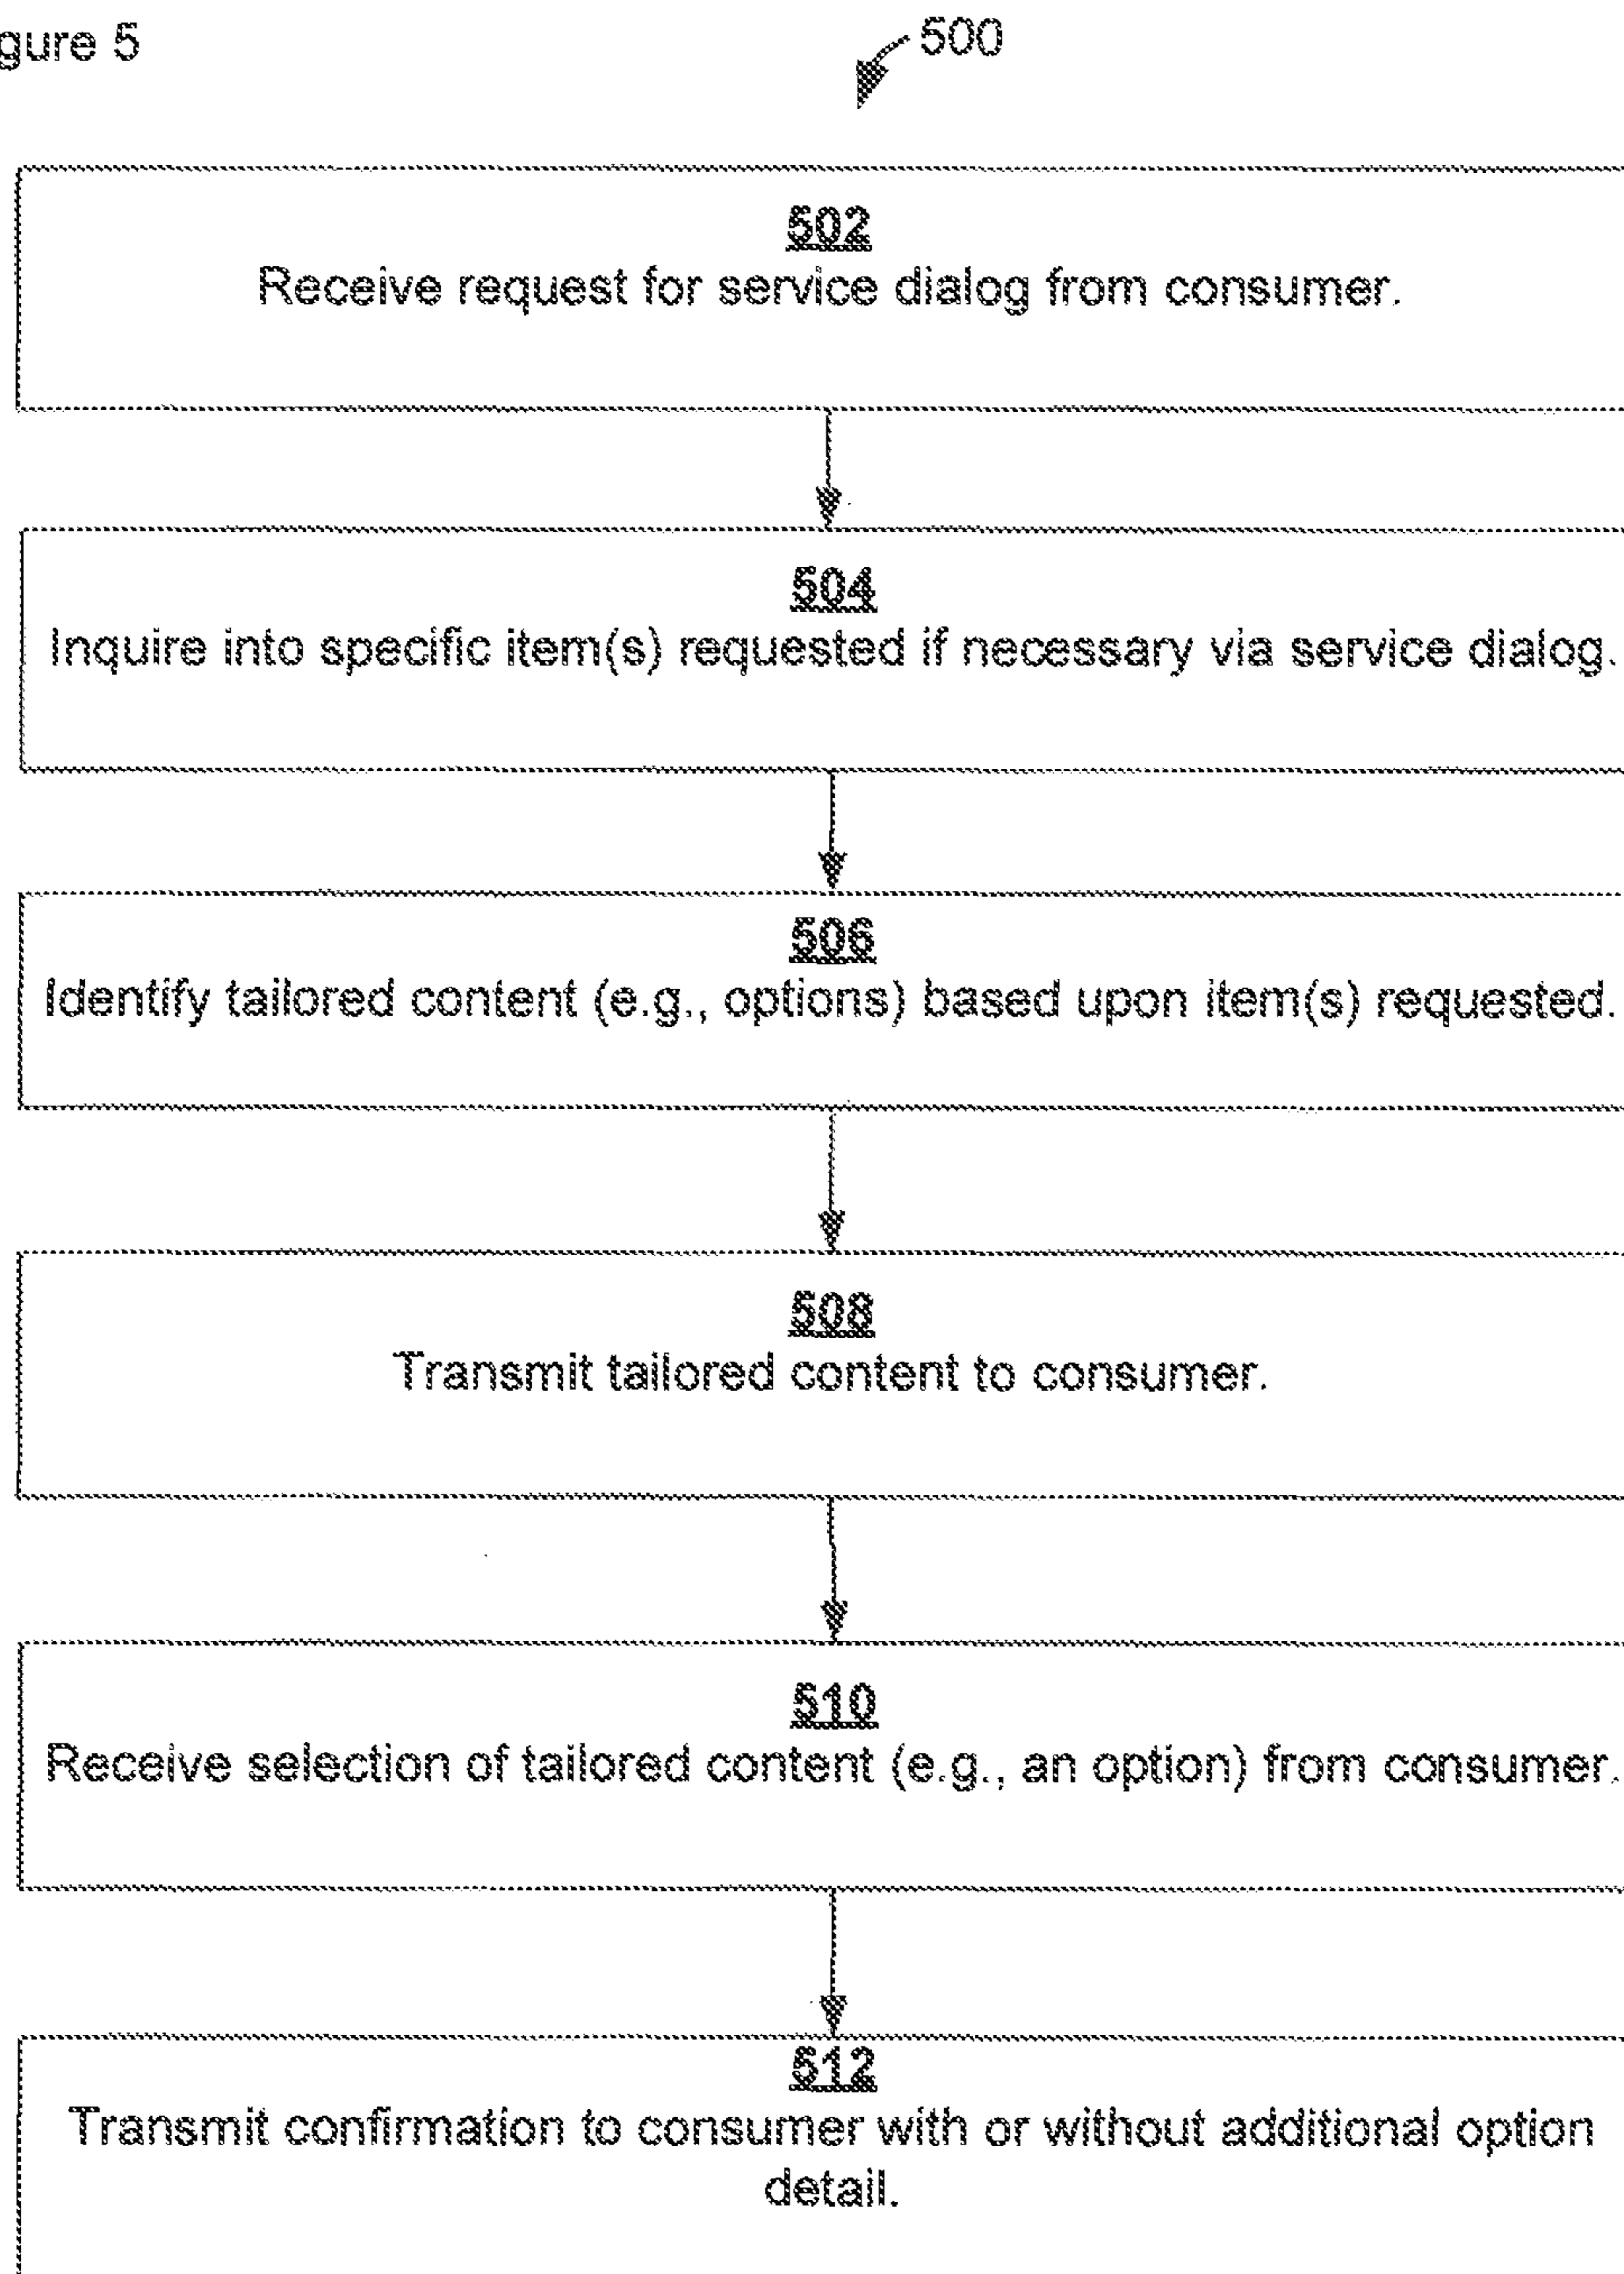 gure 5
500
502
Receive request for service dialog from consumer.
504
Inquire into specific item(s) requested if necessary via service dialog.
506
Identify tailored content (e.g., options) based upon item(s) requested.
508
Transmit tailored content to consumer.
510
Receive selection of tailored content (e.g., an option) from consumer.
512
Transmit confirmation to consumer with or without additional option
detail.